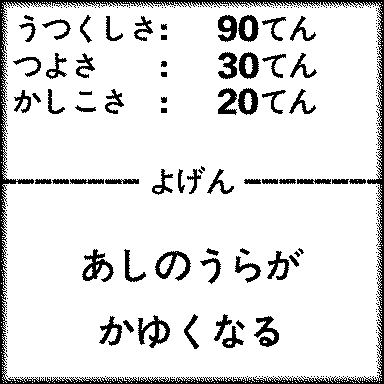 うつくしさ: 90てん
つよさ : 30てん
かしこさ : 20てん
よげん
あしのうらが
かゆくなる